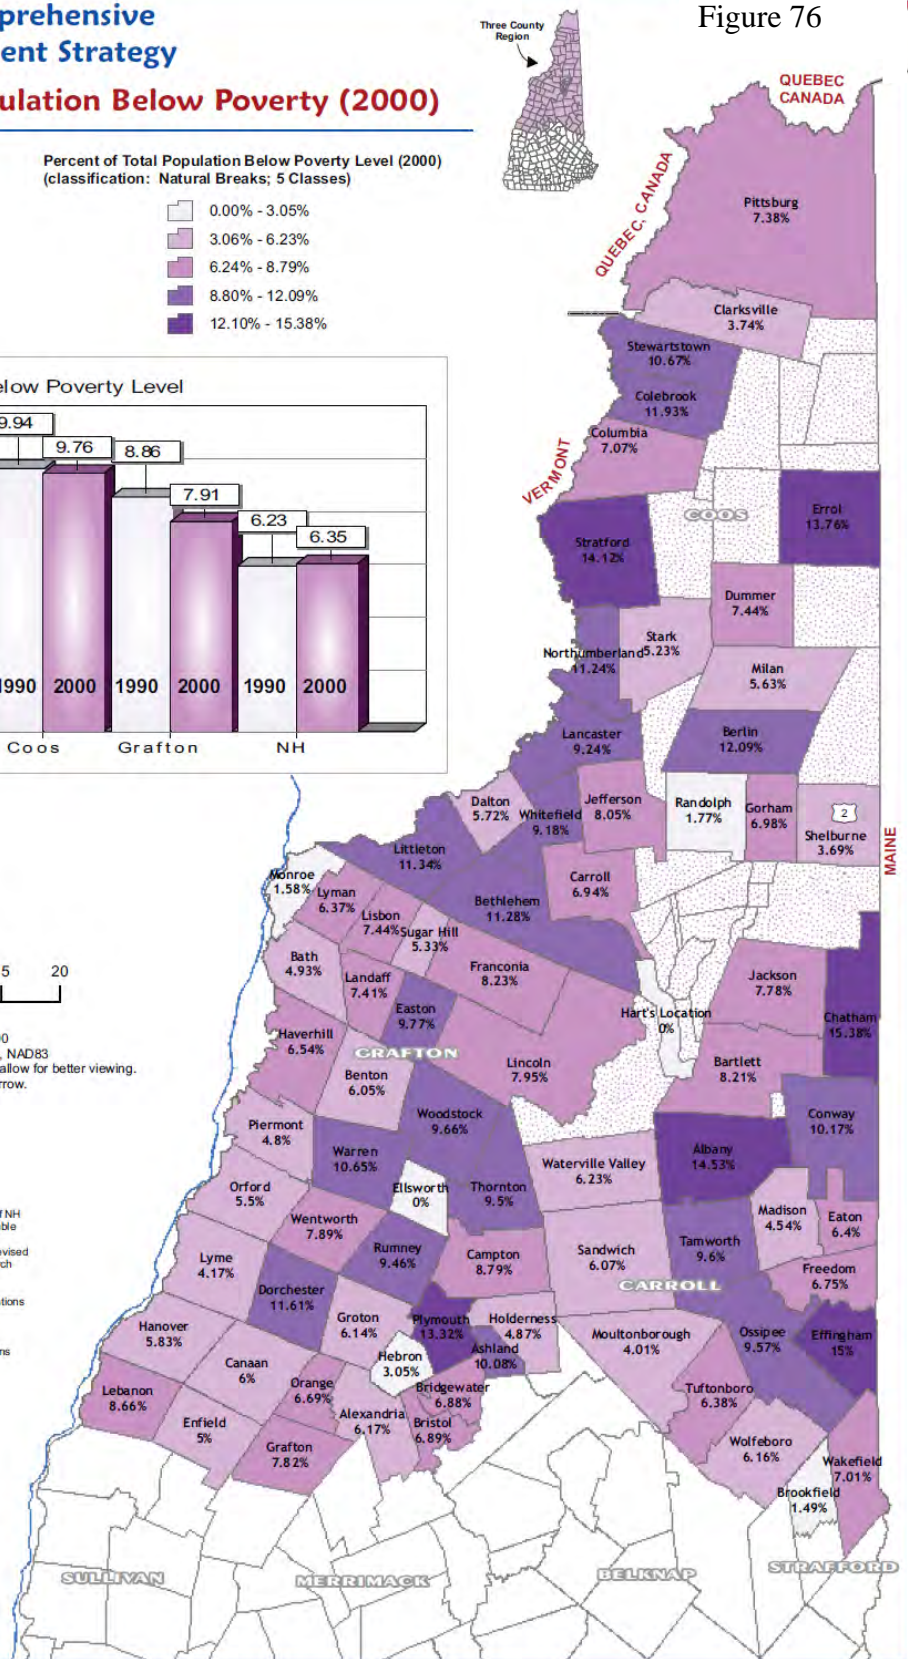 prehensive
ent Strategy
ulation Below Poverty (2000)
Figure 76
Three County
Region
Percent of Total Population Below Poverty Level (2000)
(classification: Natural Breaks; 5 Classes)
0.00% - 3.05%
3.06% - 6.23%
6.24% - 8.79%
8.80% - 12.09%
12.10% - 15.38%
elow Poverty Level
9.94
9.76
8.86
7.91
6.23
6.35
1990
2000
1990
2000
1990
2000
Coos
Grafton
NH
5
20
, NAD83
allow for better viewing.
rrow.
f NH
ble
evised
rch
tions
ns
QUEBEC
CANADA
QUEBEC, CANADA
VERMONT
MAINE
Pittsburg
7.38%
Clarksville
3.74%
Stewartstown
10.67%
Colebrook
11.93%
Columbia
7.07%
COOS
Errol
13.76%
Stratford
14.12%
Dummer
7.44%
Stark
5.23%
Northumberland
11.24%
Milan
5.63%
Lancaster
9.24%
Berlin
12.09%
Dalton
5.72%
Whitefield
9.18%
Jefferson
8.05%
Randolph
1.77%
Gorham
6.98%
2
Shelburne
3.69%
Littleton
11.34%
Monroe
1.58%
Lyman
6.37%
Lisbon
7.44%
Sugar Hill
5.33%
Bethlehem
11.28%
Carroll
6.94%
Bath
4.93%
Landaff
7.41%
Franconia
8.23%
Easton
9.77%
Jackson
7.78%
Hart's Location
0%
Chatham
15.38%
Haverhill
6.54%
GRAFTON
Benton
6.05%
Lincoln
7.95%
Bartlett
8.21%
Piermont
4.8%
Woodstock
9.66%
Conway
10.17%
Warren
10.65%
Waterville Valley
6.23%
Albany
14.53%
Orford
5.5%
Ellsworth
0%
Thornton
9.5%
Madison
4.54%
Eaton
6.4%
Wentworth
7.89%
Rumney
9.46%
Campton
8.79%
Sandwich
6.07%
Tamworth
9.6%
Lyme
4.17%
Freedom
6.75%
CARROLL
Dorchester
11.61%
Groton
6.14%
Plymouth
13.32%
Holderness
4.87%
Hanover
5.83%
Moultonborough
4.01%
Ossipee
9.57%
Effingham
15%
Ashland
10.08%
Hebron
3.05%
Canaan
6%
Orange
6.69%
Bridgewater
6.88%
Lebanon
8.66%
Tuftonboro
6.38%
Enfield
5%
Alexandria
6.17%
Bristol
6.89%
Grafton
7.82%
Wolfeboro
6.16%
Wakefield
7.01%
Brookfield
1.49%
SULLIVAN
MERRIMACK
BELKNAP
STRAFFORD